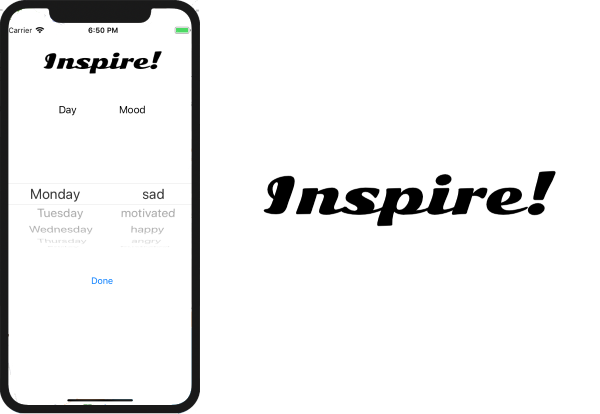 Carrier 6:50 PM
Inspire!
Day Mood
Monday sad
Tuesday motivated
Wednesday happy
Thursday angry
Done
Inspire!